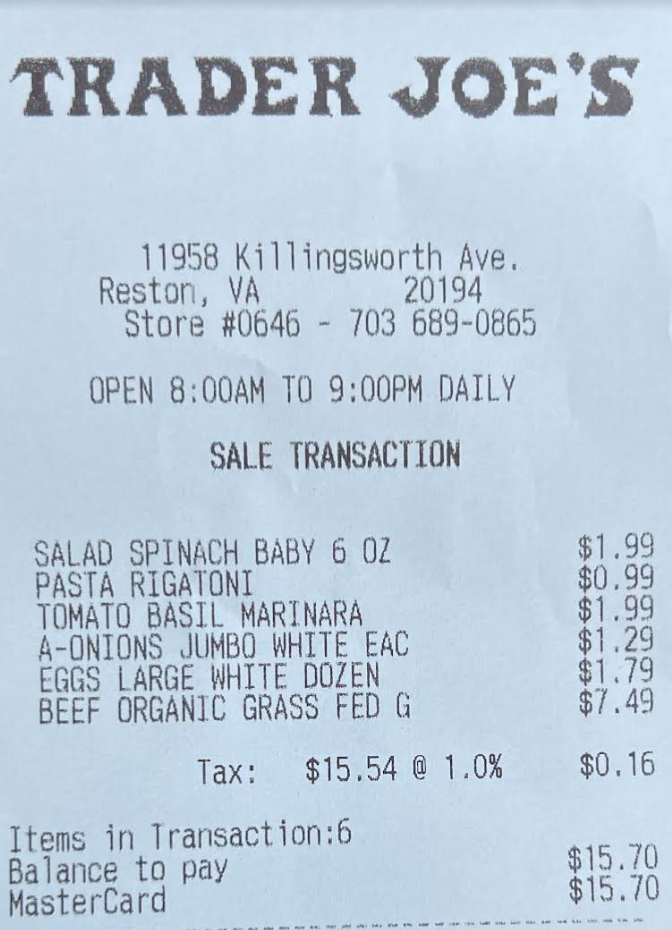 TRADER JOE'S
11958 Killingsworth Ave.
Reston, VA 20194
Store #0646 - 703 689-0865
OPEN 8:00AM TO 9:00PM DAILY
SALE TRANSACTION
SALAD SPINACH BABY 6 OZ $1.99
PASTA RIGATONI $0.99
TOMATO BASIL MARINARA $1.99
A-ONIONS JUMBO WHITE EAC $1.29
EGGS LARGE WHITE DOZEN $1.79
BEEF ORGANIC GRASS FED G $7.49
Tax: $15.54 @ 1.0% $0.16
Items in Transaction:6
Balance to pay $15.70
MasterCard $15.70